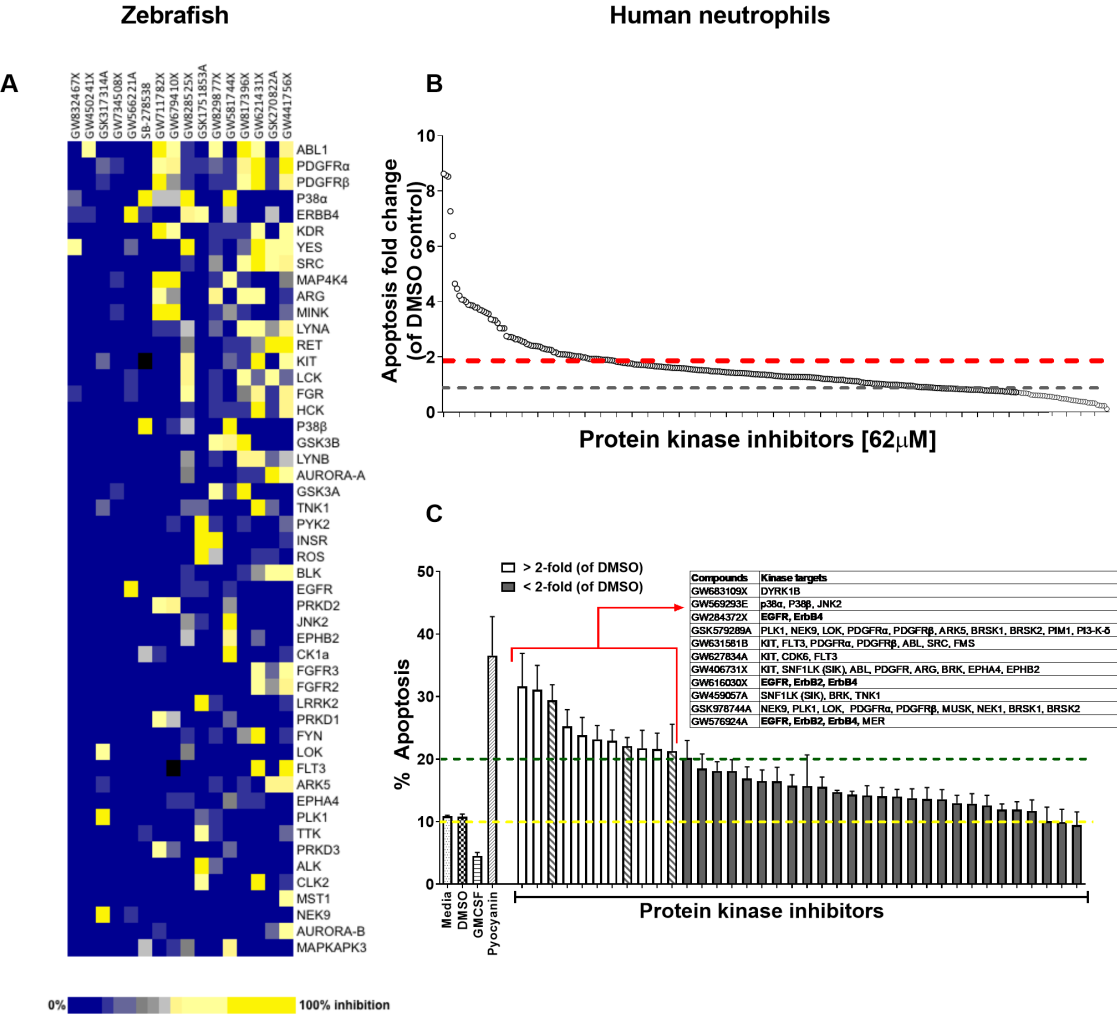 Zebrafish
Human neutrophils
A
GW832467X
GW450241X
GSK317314A
GW734508X
GW566221A
SB-278538
GW711782X
GW679410X
GW828525X
GSK1751853A
GW829877X
GW581744X
GW817396X
GW621431X
GSK270822A
GW441756X
ABL1
PDGFRα
PDGFRβ
P38α
ERBB4
KDR
YES
SRC
MAP4K4
ARG
MINK
LYNA
RET
KIT
LCK
FGR
HCK
P38β
GSK3B
LYNB
AURORA-A
GSK3A
TNK1
PYK2
INSR
ROS
BLK
EGFR
PRKD2
JNK2
EPHB2
CK1a
FGFR3
FGFR2
LRRK2
PRKD1
FYN
LOK
FLT3
ARK5
EPHA4
PLK1
TTK
PRKD3
ALK
CLK2
MST1
NEK9
AURORA-B
MAPKAPK3
0%
100% inhibition
B
Apoptosis fold change
(of DMSO control)
10
8
6
4
2
0
Protein kinase inhibitors [62μM]
C
% Apoptosis
50
40
30
20
10
0
> 2-fold (of DMSO)
< 2-fold (of DMSO)
Compounds Kinase targets
GW683109X DYRK1B
GW569293E p38α, P38β, JNK2
GW284372X EGFR, ErbB4
GSK579289A PLK1, NEK9, LOK, PDGFRα, PDGFRβ, ARK5, BRSK1, BRSK2, PIM1, PI3-K-δ
GW631581B KIT, FLT3, PDGFRα, PDGFRβ, ABL, SRC, FMS
GW627834A KIT, CDK6, FLT3
GW406731X KIT, SNF1LK (SIK), ABL, PDGFR, ARG, BRK, EPHA4, EPHB2
GW616030X EGFR, ErbB2, ErbB4
GW459057A SNF1LK (SIK), BRK, TNK1
GSK978744A NEK9, PLK1, LOK, PDGFRα, PDGFRβ, MUSK, NEK1, BRSK1, BRSK2
GW576924A EGFR, ErbB2, ErbB4, MER
Media
DMSO
GMCSF
Pyocyanin
Protein kinase inhibitors